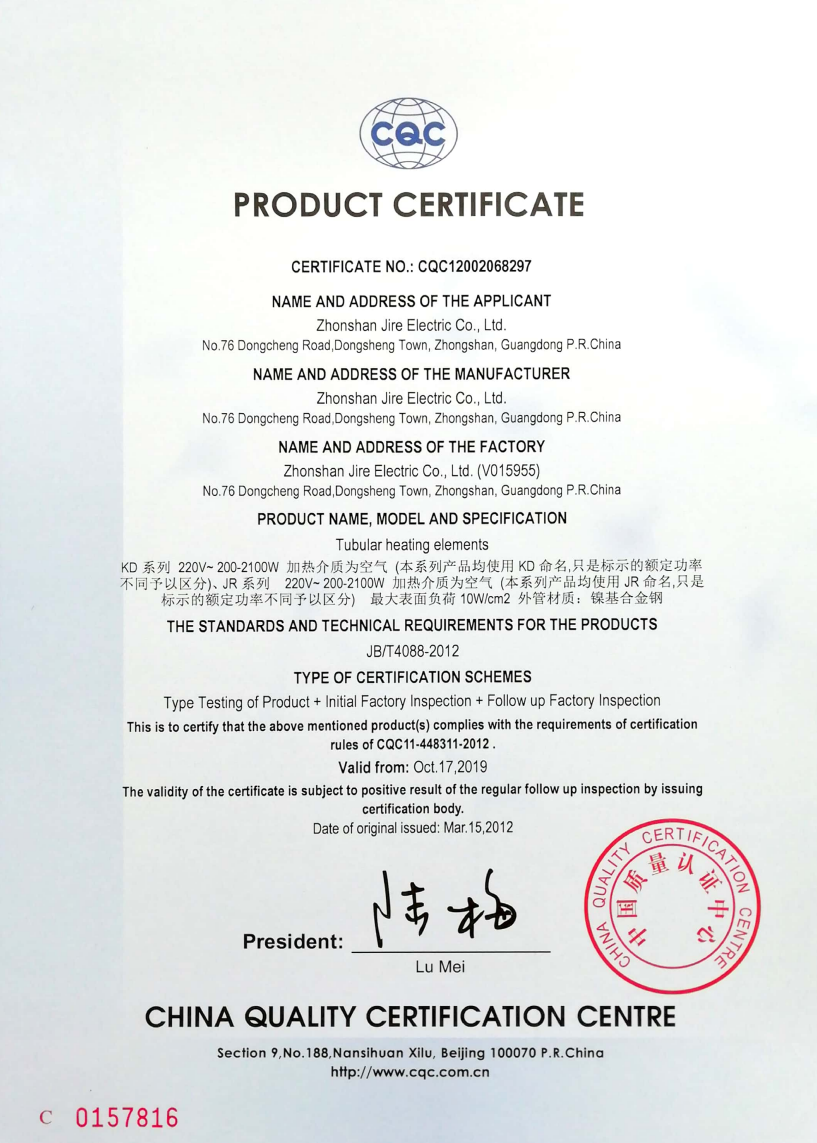 CQC
PRODUCT CERTIFICATE
CERTIFICATE NO.: CQC12002068297
NAME AND ADDRESS OF THE APPLICANT
Zhonshan Jire Electric Co., Ltd.
No.76 Dongcheng Road,Dongsheng Town, Zhongshan, Guangdong P.R.China
NAME AND ADDRESS OF THE MANUFACTURER
Zhonshan Jire Electric Co., Ltd.
No.76 Dongcheng Road,Dongsheng Town, Zhongshan, Guangdong P.R.China
NAME AND ADDRESS OF THE FACTORY
Zhonshan Jire Electric Co., Ltd. (V015955)
No.76 Dongcheng Road,Dongsheng Town, Zhongshan, Guangdong P.R.China
PRODUCT NAME, MODEL AND SPECIFICATION
Tubular heating elements
KD 系列 220V~ 200-2100W 加热介质为空气 (本系列产品均使用 KD 命名,只是标示的额定功率
不同予以区分)、JR 系列 220V~ 200-2100W 加热介质为空气 (本系列产品均使用 JR 命名,只是
标示的额定功率不同予以区分) 最大表面负荷 10W/cm2 外管材质：镍基合金钢
THE STANDARDS AND TECHNICAL REQUIREMENTS FOR THE PRODUCTS
JB/T4088-2012
TYPE OF CERTIFICATION SCHEMES
Type Testing of Product + Initial Factory Inspection + Follow up Factory Inspection
This is to certify that the above mentioned product(s) complies with the requirements of certification
rules of CQC11-448311-2012 .
Valid from: Oct.17,2019
The validity of the certificate is subject to positive result of the regular follow up inspection by issuing
certification body.
Date of original issued: Mar.15,2012
CHINA QUALITY CERTIFICATION CENTRE
中国质量认证中心
陆梅
President:
Lu Mei
CHINA QUALITY CERTIFICATION CENTRE
Section 9,No.188,Nansihuan Xilu, Beijing 100070 P.R.China
http://www.cqc.com.cn
C 0157816